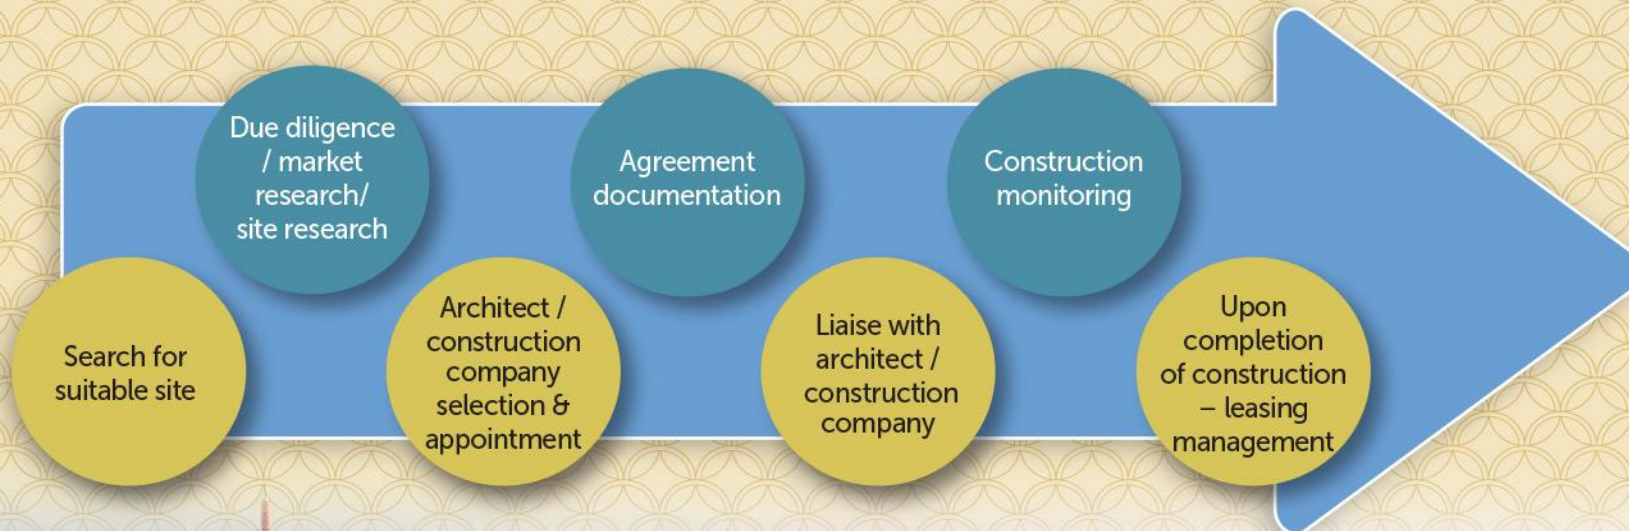 Search for
suitable site
Due diligence
/ market
research/
site research
Architect /
construction
company
selection &
appointment
Agreement
documentation
Liaise with
architect /
construction
company
Construction
monitoring
Upon
completion
of construction
– leasing
management